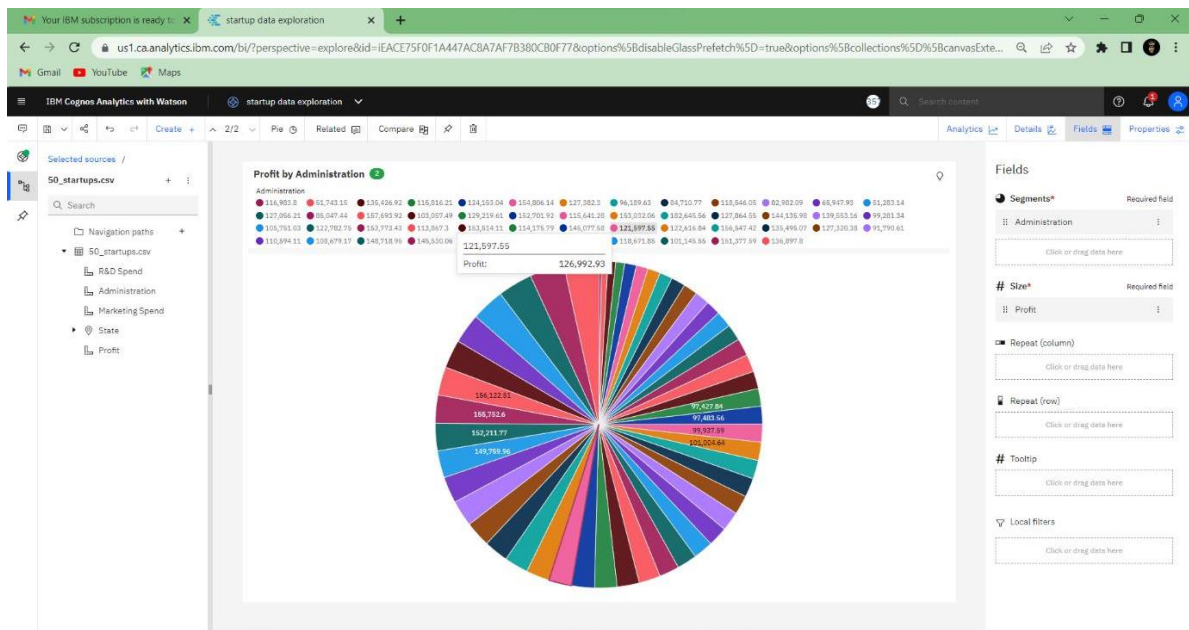 Your IBM subscription is ready to
startup data exploration
us1.ca.analytics.ibm.com/bi/?perspective=explore&id=iEACE75F0F1A447AC8A7AF7B380CB0F77&options%5BdisableGlassPrefetch%5D=true&options%5Bcollections%5D%5BcanvasExte...
Gmail YouTube Maps
IBM Cognos Analytics with Watson startup data exploration 357 Search content 1
Create + 2/2 Pie Related Compare Analytics Details Fields Properties
Selected sources /
50_startups.csv
Search
Navigation paths
50_startups.csv
R&D Spend
Administration
Marketing Spend
State
Profit
Profit by Administration 2
Administration
116,983.8 51,743.15 135,426.92 115,816.21 124,153.04 154,806.14 127,382.3 96,189.63 84,710.77 118,546.05 82,982.09 65,947.93 51,283.14
127,056.21 85,047.44 157,693.92 103,057.49 129,219.61 152,701.92 115,641.28 153,032.06 182,645.56 127,864.55 144,135.98 139,553.16 99,281.34
105,751.03 122,782.75 153,773.43 113,867.3 153,514.11 114,175.79 145,077.58 121,597.55 122,616.84 156,547.42 135,495.07 127,320.38 91,790.61
110,594.11 108,679.17 148,718.95 145,530.06 118,671.85 101,145.55 151,377.59 136,897.8
121,597.55
Profit: 126,992.93
156,122.51
155,752.6
152,211.77
149,759.96
97,427.84
97,483.56
99,937.59
101,004.64
Fields
Segments* Required field
Administration
Click or drag data here
Size* Required field
Profit
Repeat (column)
Click or drag data here
Repeat (row)
Click or drag data here
Tooltip
Click or drag data here
Local filters
Click or drag data here